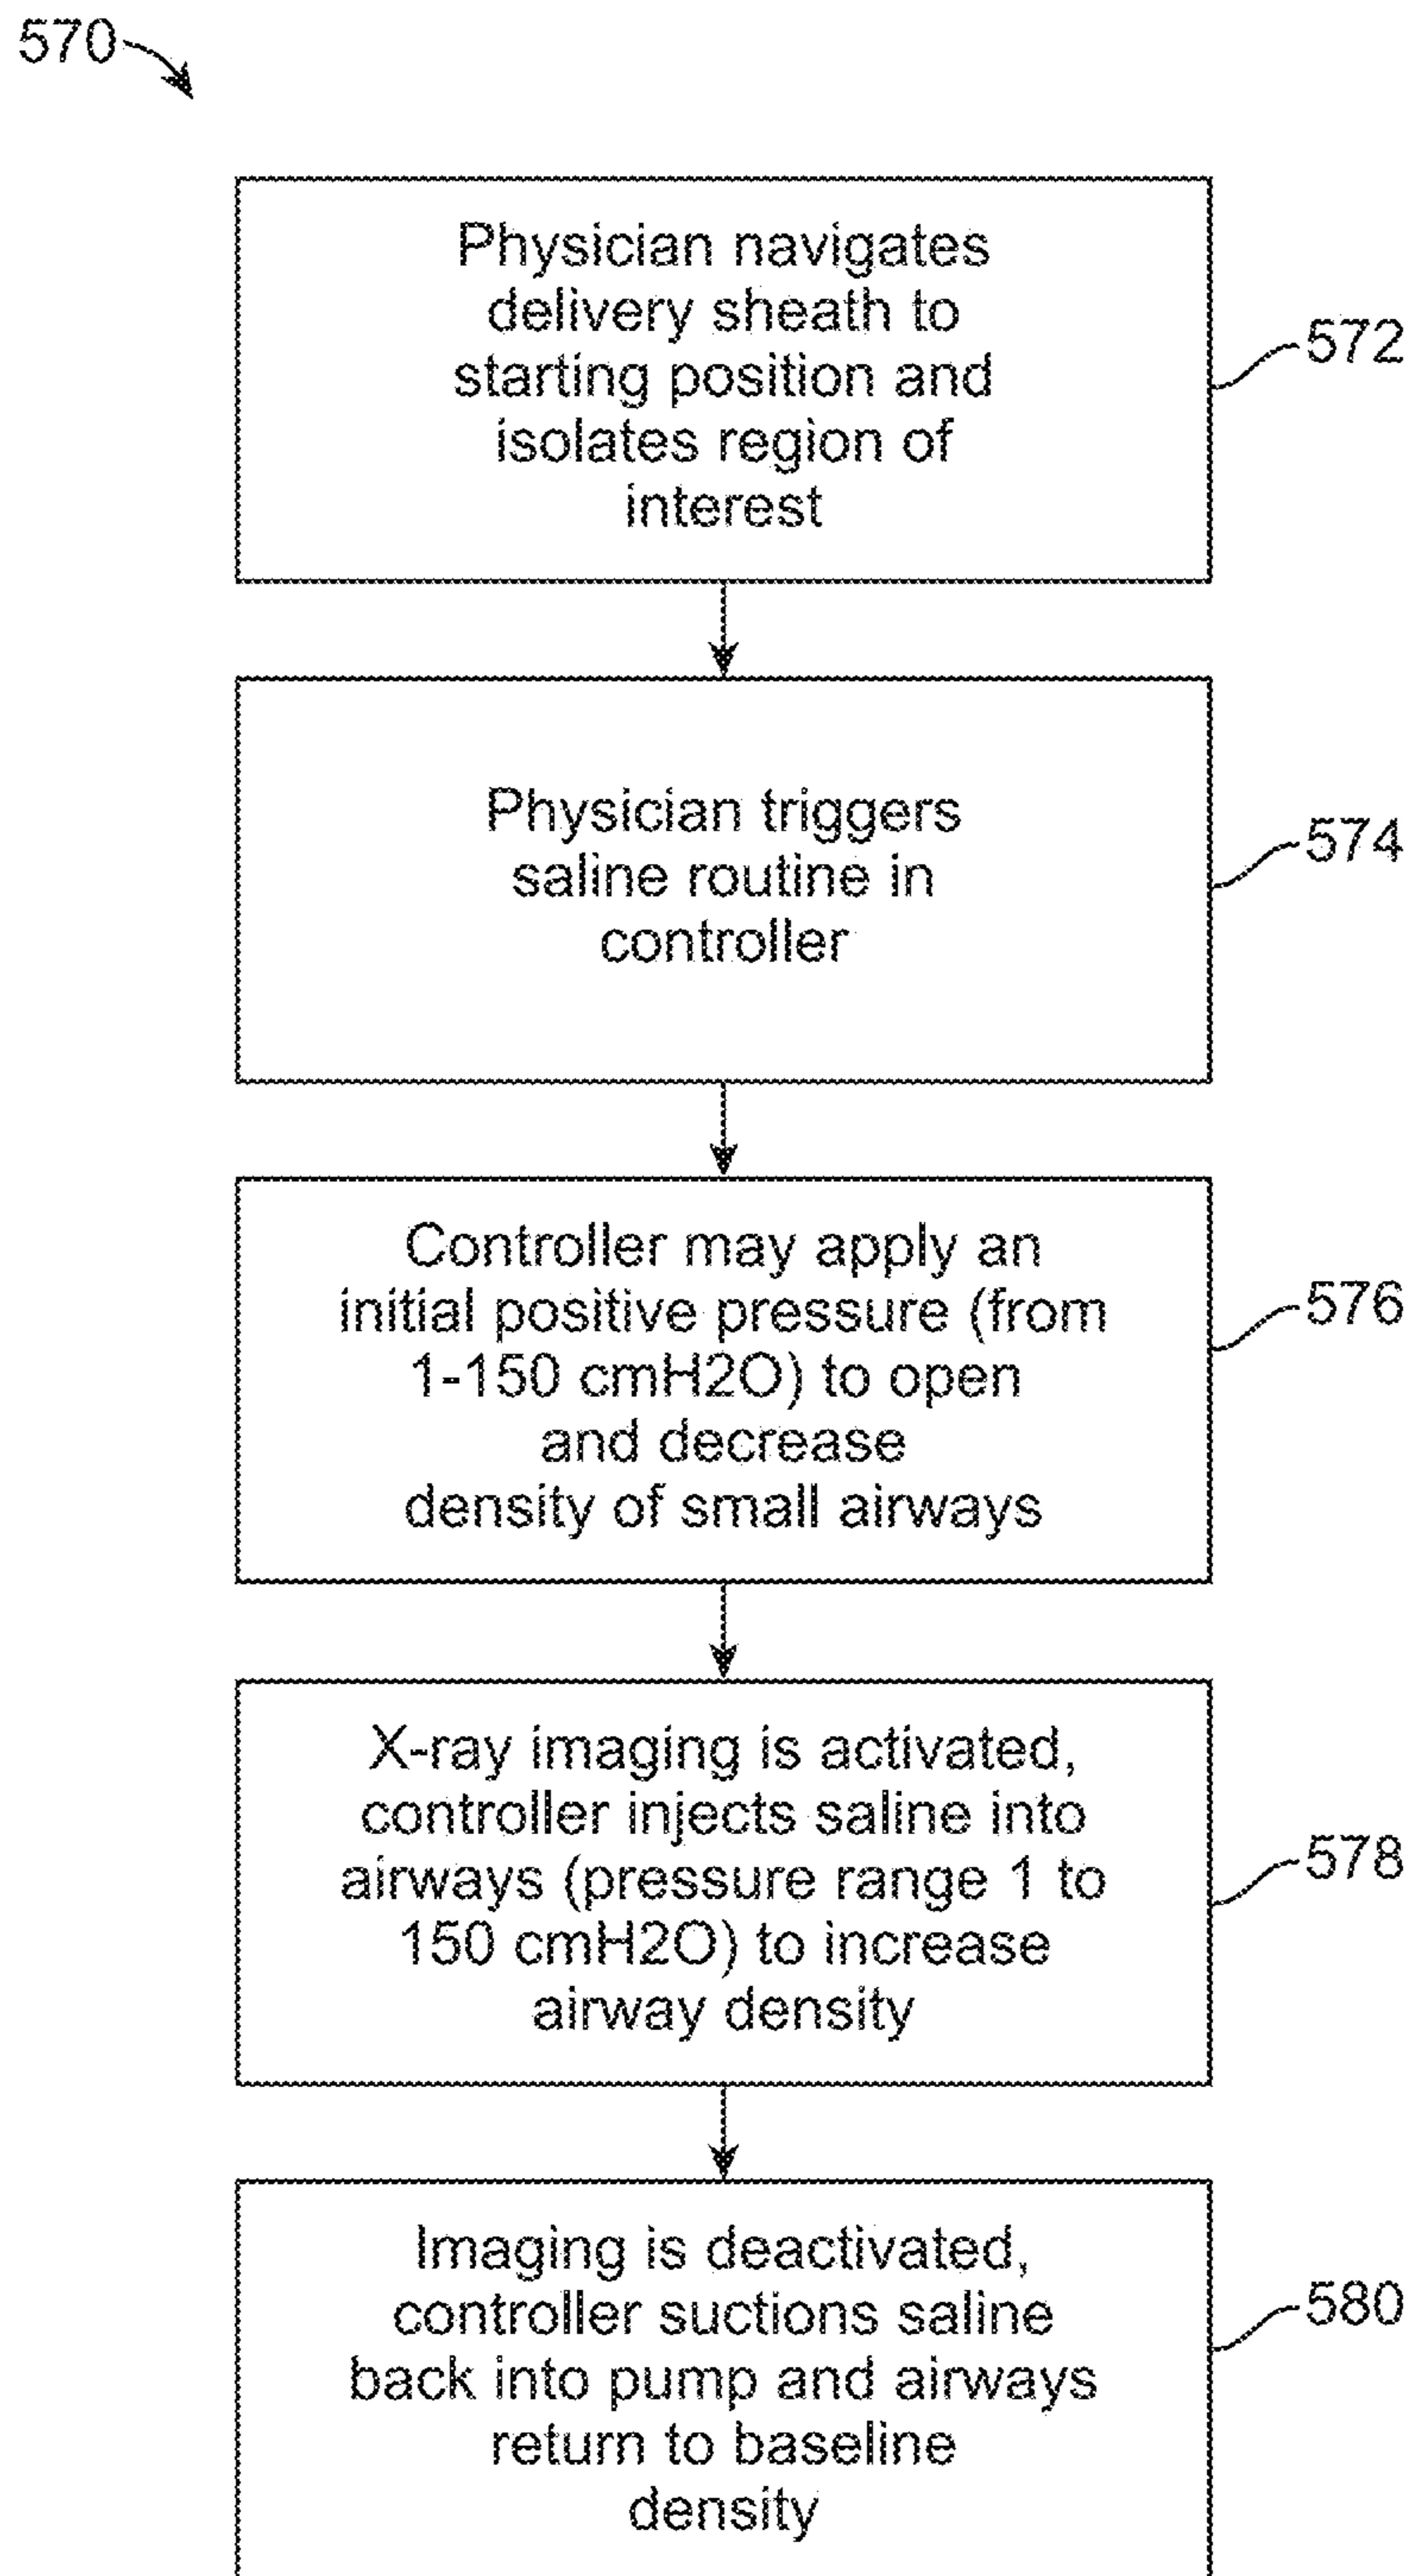 570
Physician navigates
delivery sheath to
starting position and
isolates region of
interest
572
Physician triggers
saline routine in
controller
574
Controller may apply an
initial positive pressure (from
1-150 cmH2O) to open
and decrease
density of small airways
576
X-ray imaging is activated,
controller injects saline into
airways (pressure range 1 to
150 cmH2O) to increase
airway density
578
Imaging is deactivated,
controller suctions saline
back into pump and airways
return to baseline
density
580